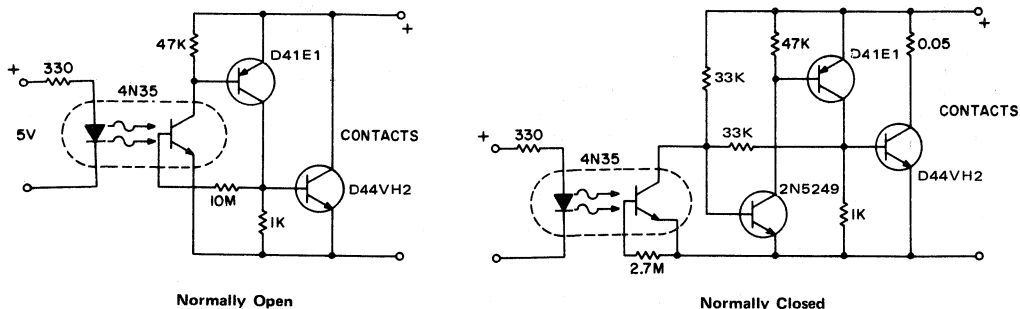 +
330
5V
4N35
47K
D41E1
10M
1K
D44VH2
CONTACTS
+
Normally Open
+
330
4N35
33K
33K
47K
2N5249
2.7M
D41E1
1K
0.05
D44VH2
CONTACTS
+
Normally Closed